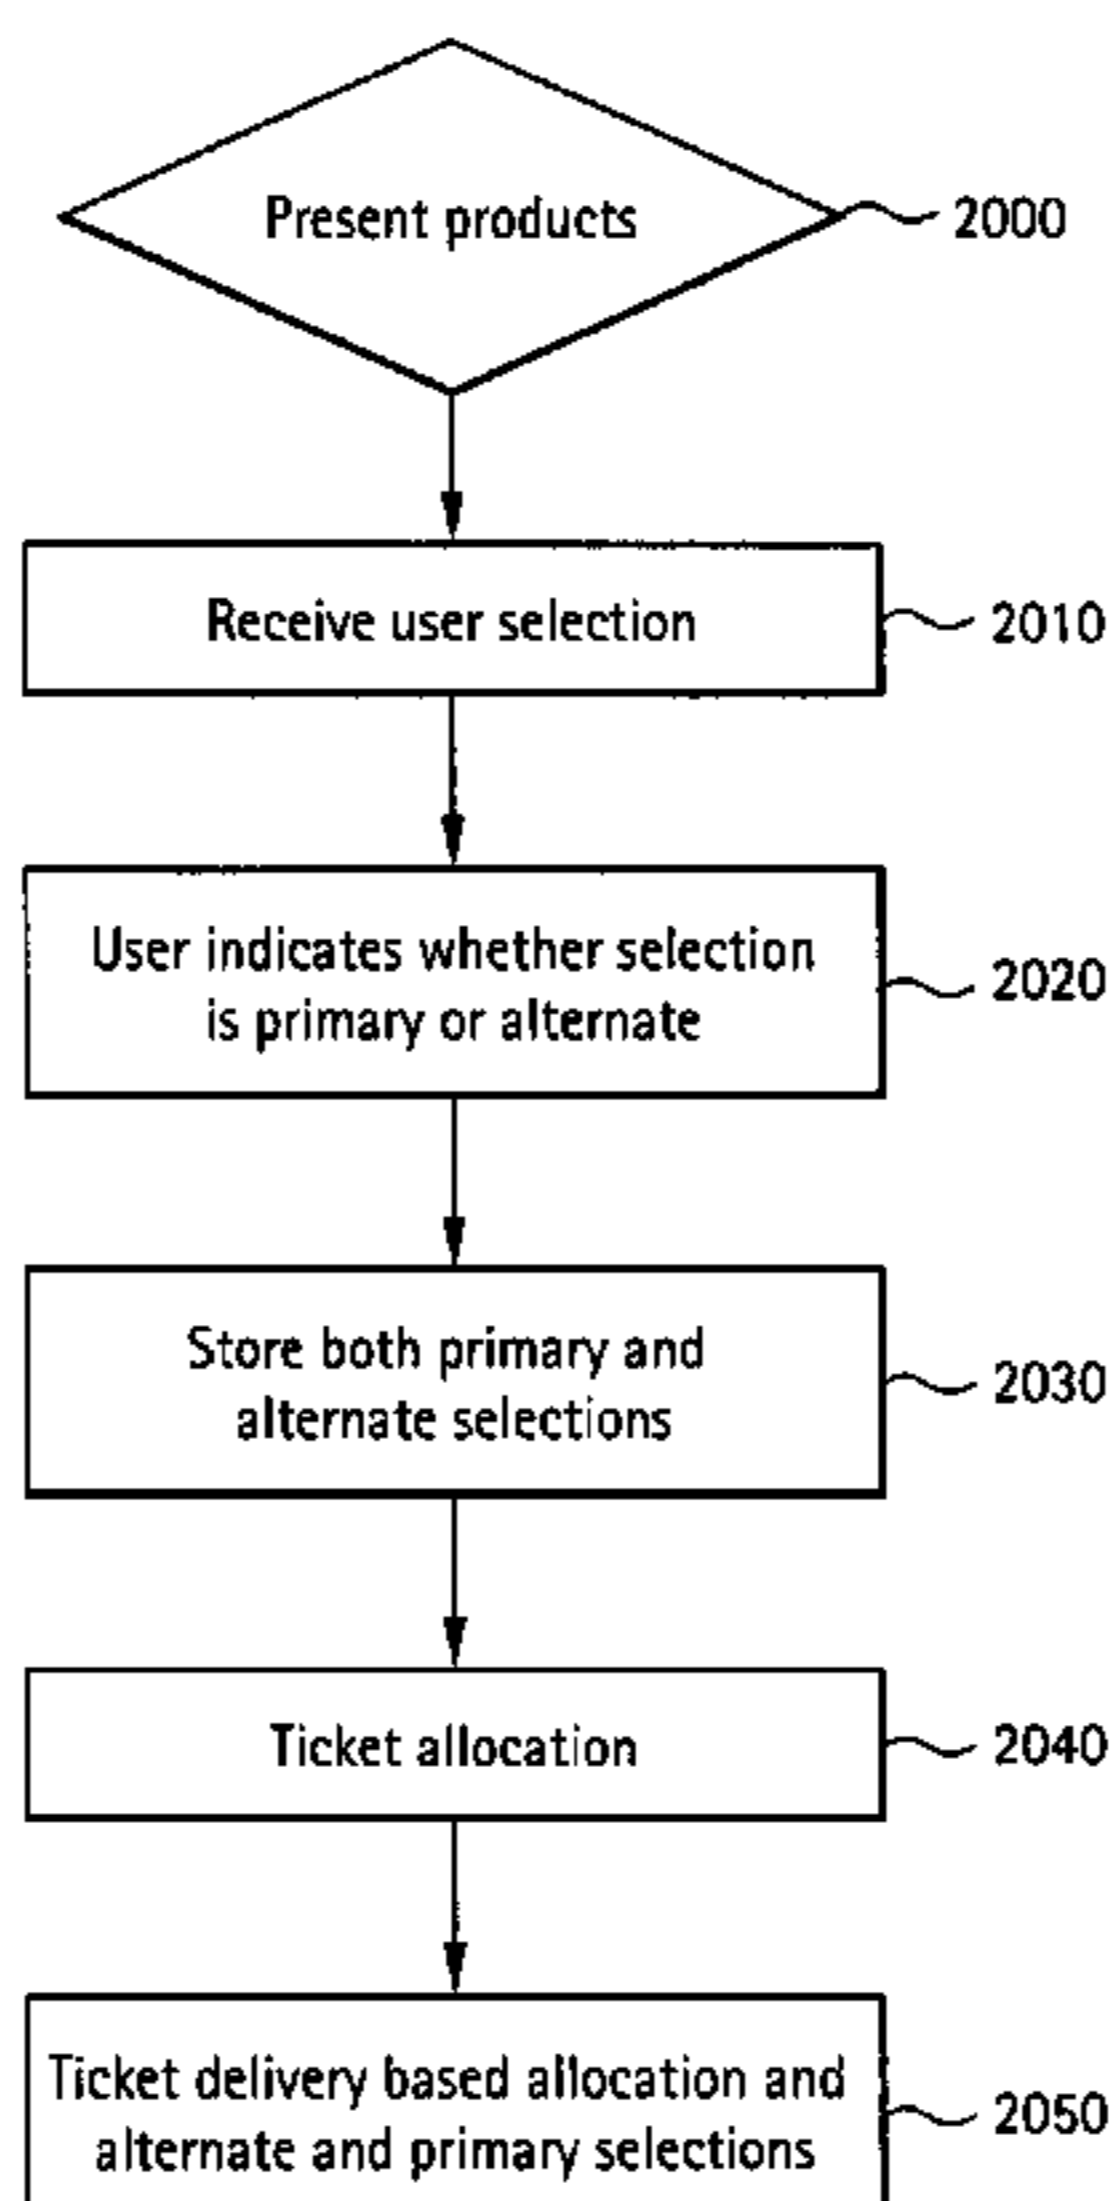 Present products
2000
Receive user selection
2010
User indicates whether selection
is primary or alternate
2020
Store both primary and
alternate selections
2030
Ticket allocation
2040
Ticket delivery based allocation and
alternate and primary selections
2050